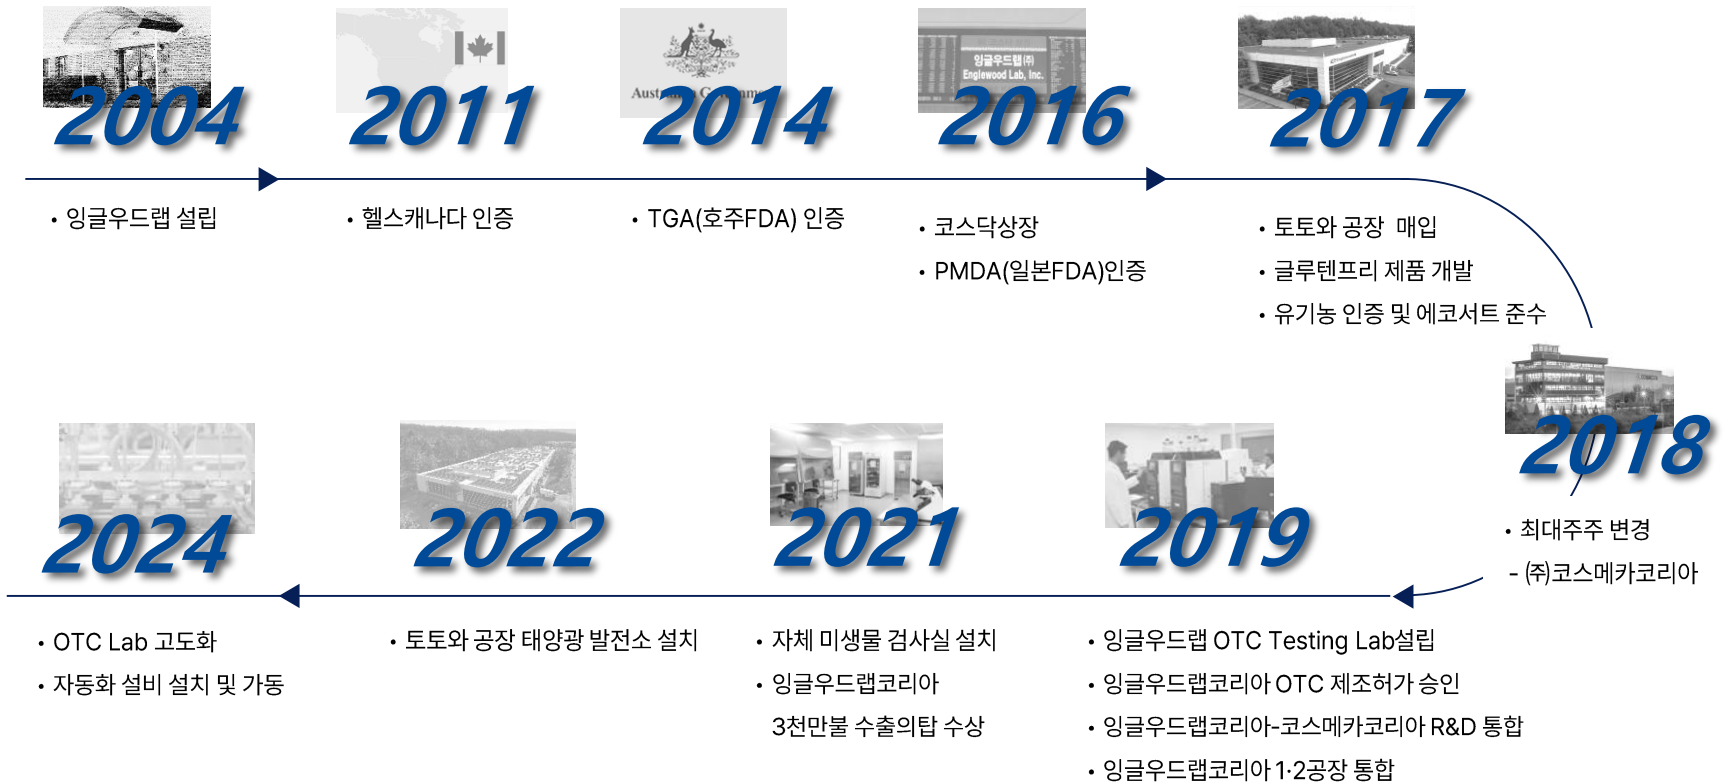 잉글우드랩㈜
Englewood Lab, Inc.
2004
2011
2014
2016
2017
• 잉글우드랩 설립
• 헬스캐나다 인증
• TGA(호주FDA) 인증
• 코스닥상장
• PMDA(일본FDA)인증
• 토토와 공장 매입
• 글루텐프리 제품 개발
• 유기농 인증 및 에코서트 준수
2018
• 최대주주 변경
- ㈜코스메카코리아
2019
• 잉글우드랩 OTC Testing Lab설립
• 잉글우드랩코리아 OTC 제조허가 승인
• 잉글우드랩코리아-코스메카코리아 R&D 통합
• 잉글우드랩코리아 1·2공장 통합
2021
• 자체 미생물 검사실 설치
• 잉글우드랩코리아
3천만불 수출의탑 수상
2022
• 토토와 공장 태양광 발전소 설치
2024
• OTC Lab 고도화
• 자동화 설비 설치 및 가동